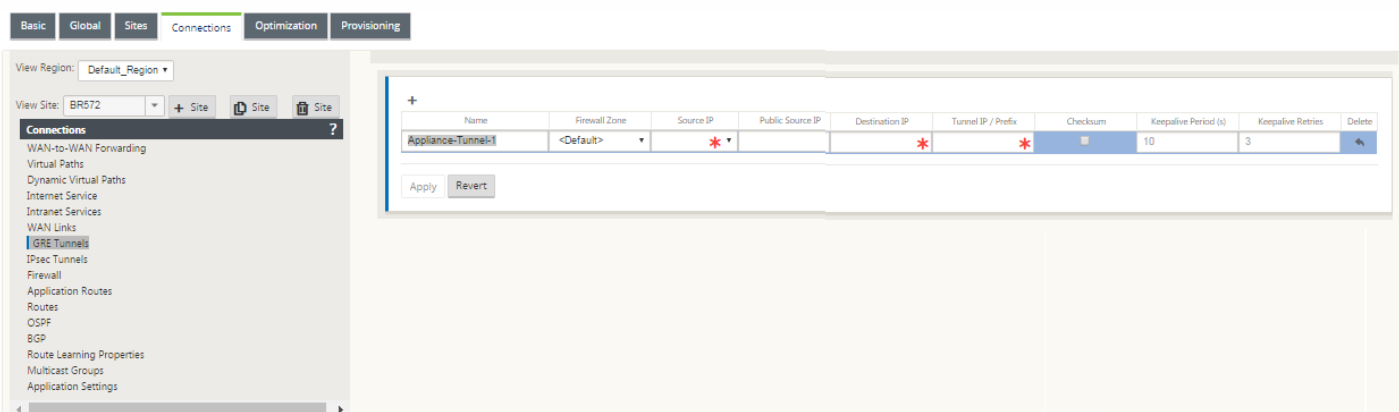 Basic Global Sites Connections Optimization Provisioning
View Region: Default_Region
View Site: BR572 + Site Site Site
Connections ?
WAN-to-WAN Forwarding
Virtual Paths
Dynamic Virtual Paths
Internet Service
Intranet Services
WAN Links
GRE Tunnels
IPsec Tunnels
Firewall
Application Routes
Routes
OSPF
BGP
Route Learning Properties
Multicast Groups
Application Settings
+
Name Firewall Zone Source IP Public Source IP Destination IP Tunnel IP / Prefix Checksum Keepalive Period (s) Keepalive Retries Delete
Appliance-Tunnel-1 <Default> * * * 10 3
Apply Revert